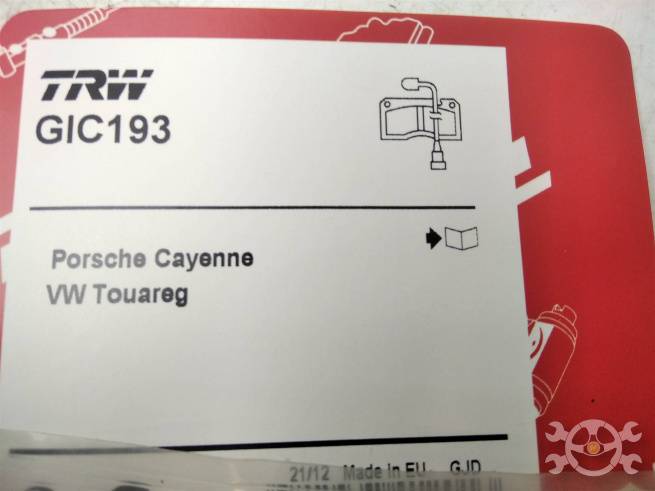 TRW
GIC193
Porsche Cayenne
VW Touareg
21/12 Made in EU GJD